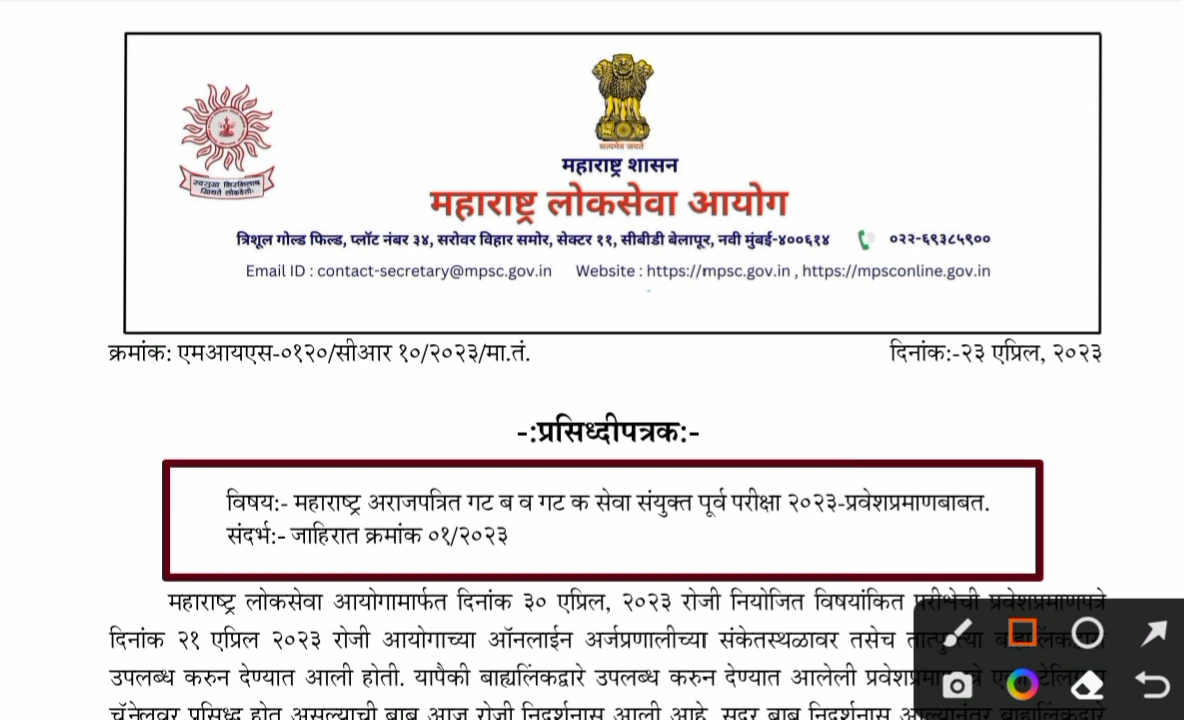 सत्यमेव जयते
महाराष्ट्र शासन
महाराष्ट्र लोकसेवा आयोग
त्रिशूल गोल्ड फिल्ड, प्लॉट नंबर ३४, सरोवर विहार समोर, सेक्टर ११, सीबीडी बेलापूर, नवी मुंबई-४००६१४ ०२२-६९३८५९००
Email ID : contact-secretary@mpsc.gov.in Website : https://mpsc.gov.in , https://mpsconline.gov.in
क्रमांक: एमआयएस-०१२०/सीआर १०/२०२३/मा.तं. दिनांक:-२३ एप्रिल, २०२३
-:प्रसिध्दीपत्रक:-
विषय:- महाराष्ट्र अराजपत्रित गट ब व गट क सेवा संयुक्त पूर्व परीक्षा २०२३-प्रवेशप्रमाणबाबत.
संदर्भ:- जाहिरात क्रमांक ०१/२०२३
महाराष्ट्र लोकसेवा आयोगामार्फत दिनांक ३० एप्रिल, २०२३ रोजी नियोजित विषयांकित परीक्षेची प्रवेशप्रमाणपत्रे
दिनांक २१ एप्रिल २०२३ रोजी आयोगाच्या ऑनलाईन अर्जप्रणालीच्या संकेतस्थळावर तसेच
उपलब्ध करुन देण्यात आली होती. यापैकी बाह्यलिंकद्वारे उपलब्ध करुन देण्यात आलेली
चॅनेलवर प्रसिध्द होत असल्याची बाब आज रोजी निदर्शनास आली आहे. सदर बाब निदर्शनास